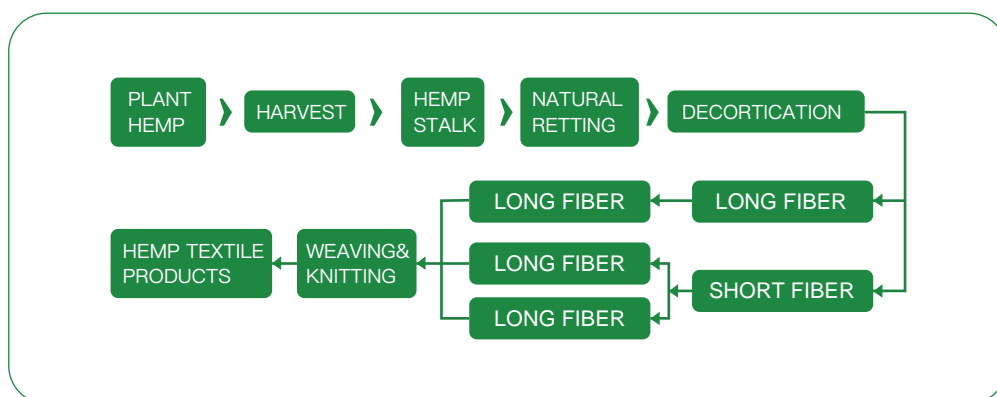 PLANT
HEMP
HARVEST
HEMP
STALK
NATURAL
RETTING
DECORTICATION
LONG FIBER
LONG FIBER
HEMP TEXTILE
PRODUCTS
WEAVING&
KNITTING
LONG FIBER
SHORT FIBER
LONG FIBER